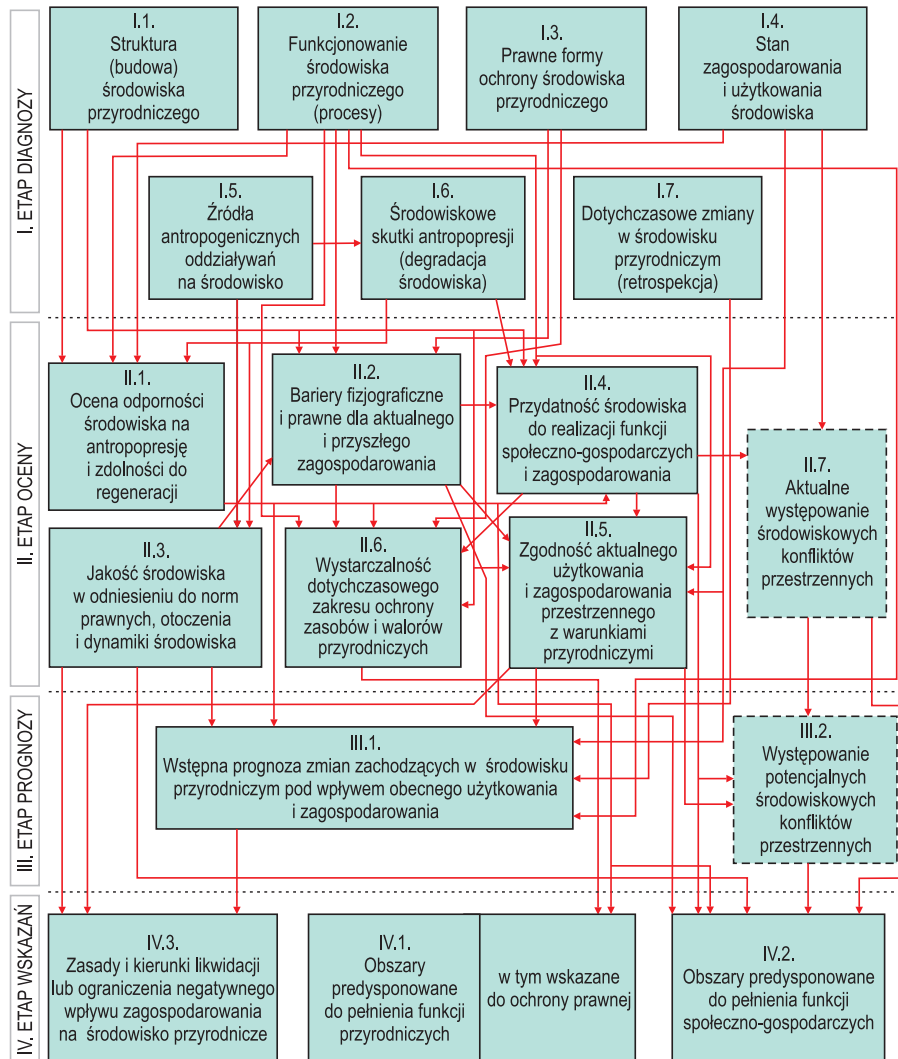 I. ETAP DIAGNOZY
I.1.
Struktura
(budowa)
środowiska
przyrodniczego
I.2.
Funkcjonowanie
środowiska
przyrodniczego
(procesy)
I.3.
Prawne formy
ochrony środowiska
przyrodniczego
I.4.
Stan
zagospodarowania
i użytkowania
środowiska
I.5.
Źródła
antropogenicznych
oddziaływań
na środowisko
I.6.
Środowiskowe
skutki antropopresji
(degradacja
środowiska)
I.7.
Dotychczasowe zmiany
w środowisku
przyrodniczym
(retrospekcja)
II. ETAP OCENY
II.1.
Ocena odporności
środowiska na
antropopresję
i zdolności do
regeneracji
II.2.
Bariery fizjograficzne
i prawne dla aktualnego
i przyszłego
zagospodarowania
II.4.
Przydatność środowiska
do realizacji funkcji
społeczno-gospodarczych
i zagospodarowania
II.7.
Aktualne
występowanie
środowiskowych
konfliktów
przestrzennych
II.3.
Jakość środowiska
w odniesieniu do norm
prawnych, otoczenia
i dynamiki środowiska
II.6.
Wystarczalność
dotychczasowego
zakresu ochrony
zasobów i walorów
przyrodniczych
II.5.
Zgodność aktualnego
użytkowania
i zagospodarowania
przestrzennego
z warunkiami
przyrodniczymi
III. ETAP PROGNOZY
III.1.
Wstępna prognoza zmian zachodzących w środowisku
przyrodniczym pod wpływem obecnego użytkowania
i zagospodarowania
III.2.
Występowanie
potencjalnych
środowiskowych
konfliktów
przestrzennych
IV. ETAP WSKAZAŃ
IV.3.
Zasady i kierunki likwidacji
lub ograniczenia negatywnego
wpływu zagospodarowania
na środowisko przyrodnicze
IV.1.
Obszary
predysponowane
do pełnienia funkcji
przyrodniczych
w tym wskazane
do ochrony prawnej
IV.2.
Obszary predysponowane
do pełnienia funkcji
społeczno-gospodarczych